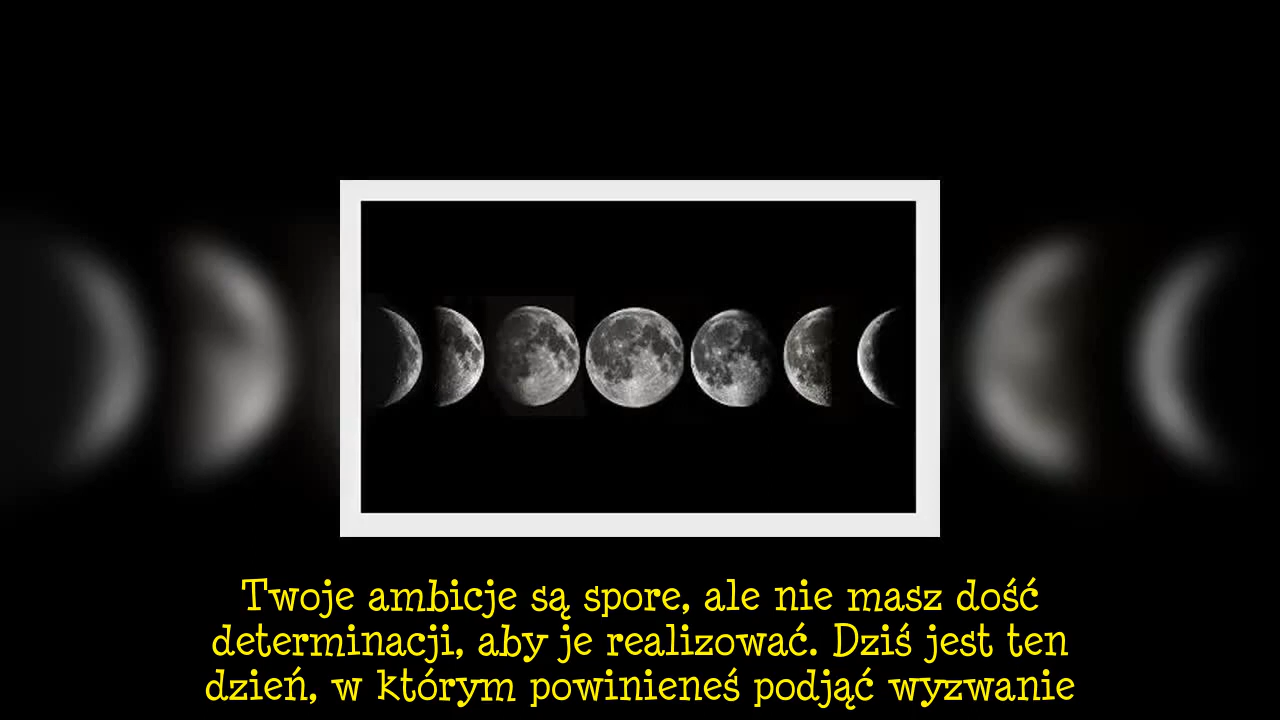 Twoje ambicje są spore, ale nie masz dość
determinacji, aby je realizować. Dziś jest ten
dzień, w którym powinieneś podjąć wyzwanie